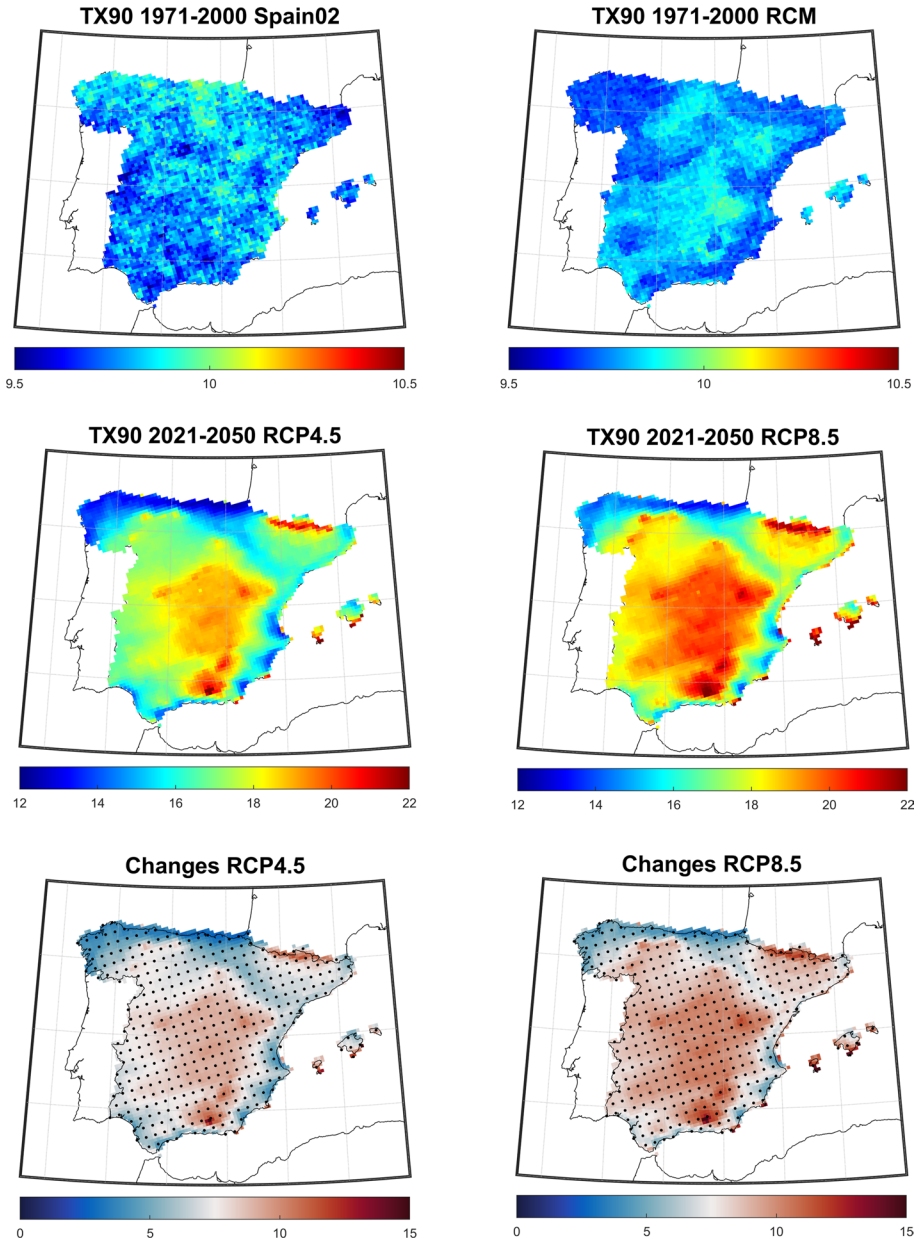 TX90 1971-2000 Spain02
TX90 1971-2000 RCM
9.5 10 10.5
9.5 10 10.5
TX90 2021-2050 RCP4.5
TX90 2021-2050 RCP8.5
12 14 16 18 20 22
12 14 16 18 20 22
Changes RCP4.5
Changes RCP8.5
0 5 10 15
0 5 10 15